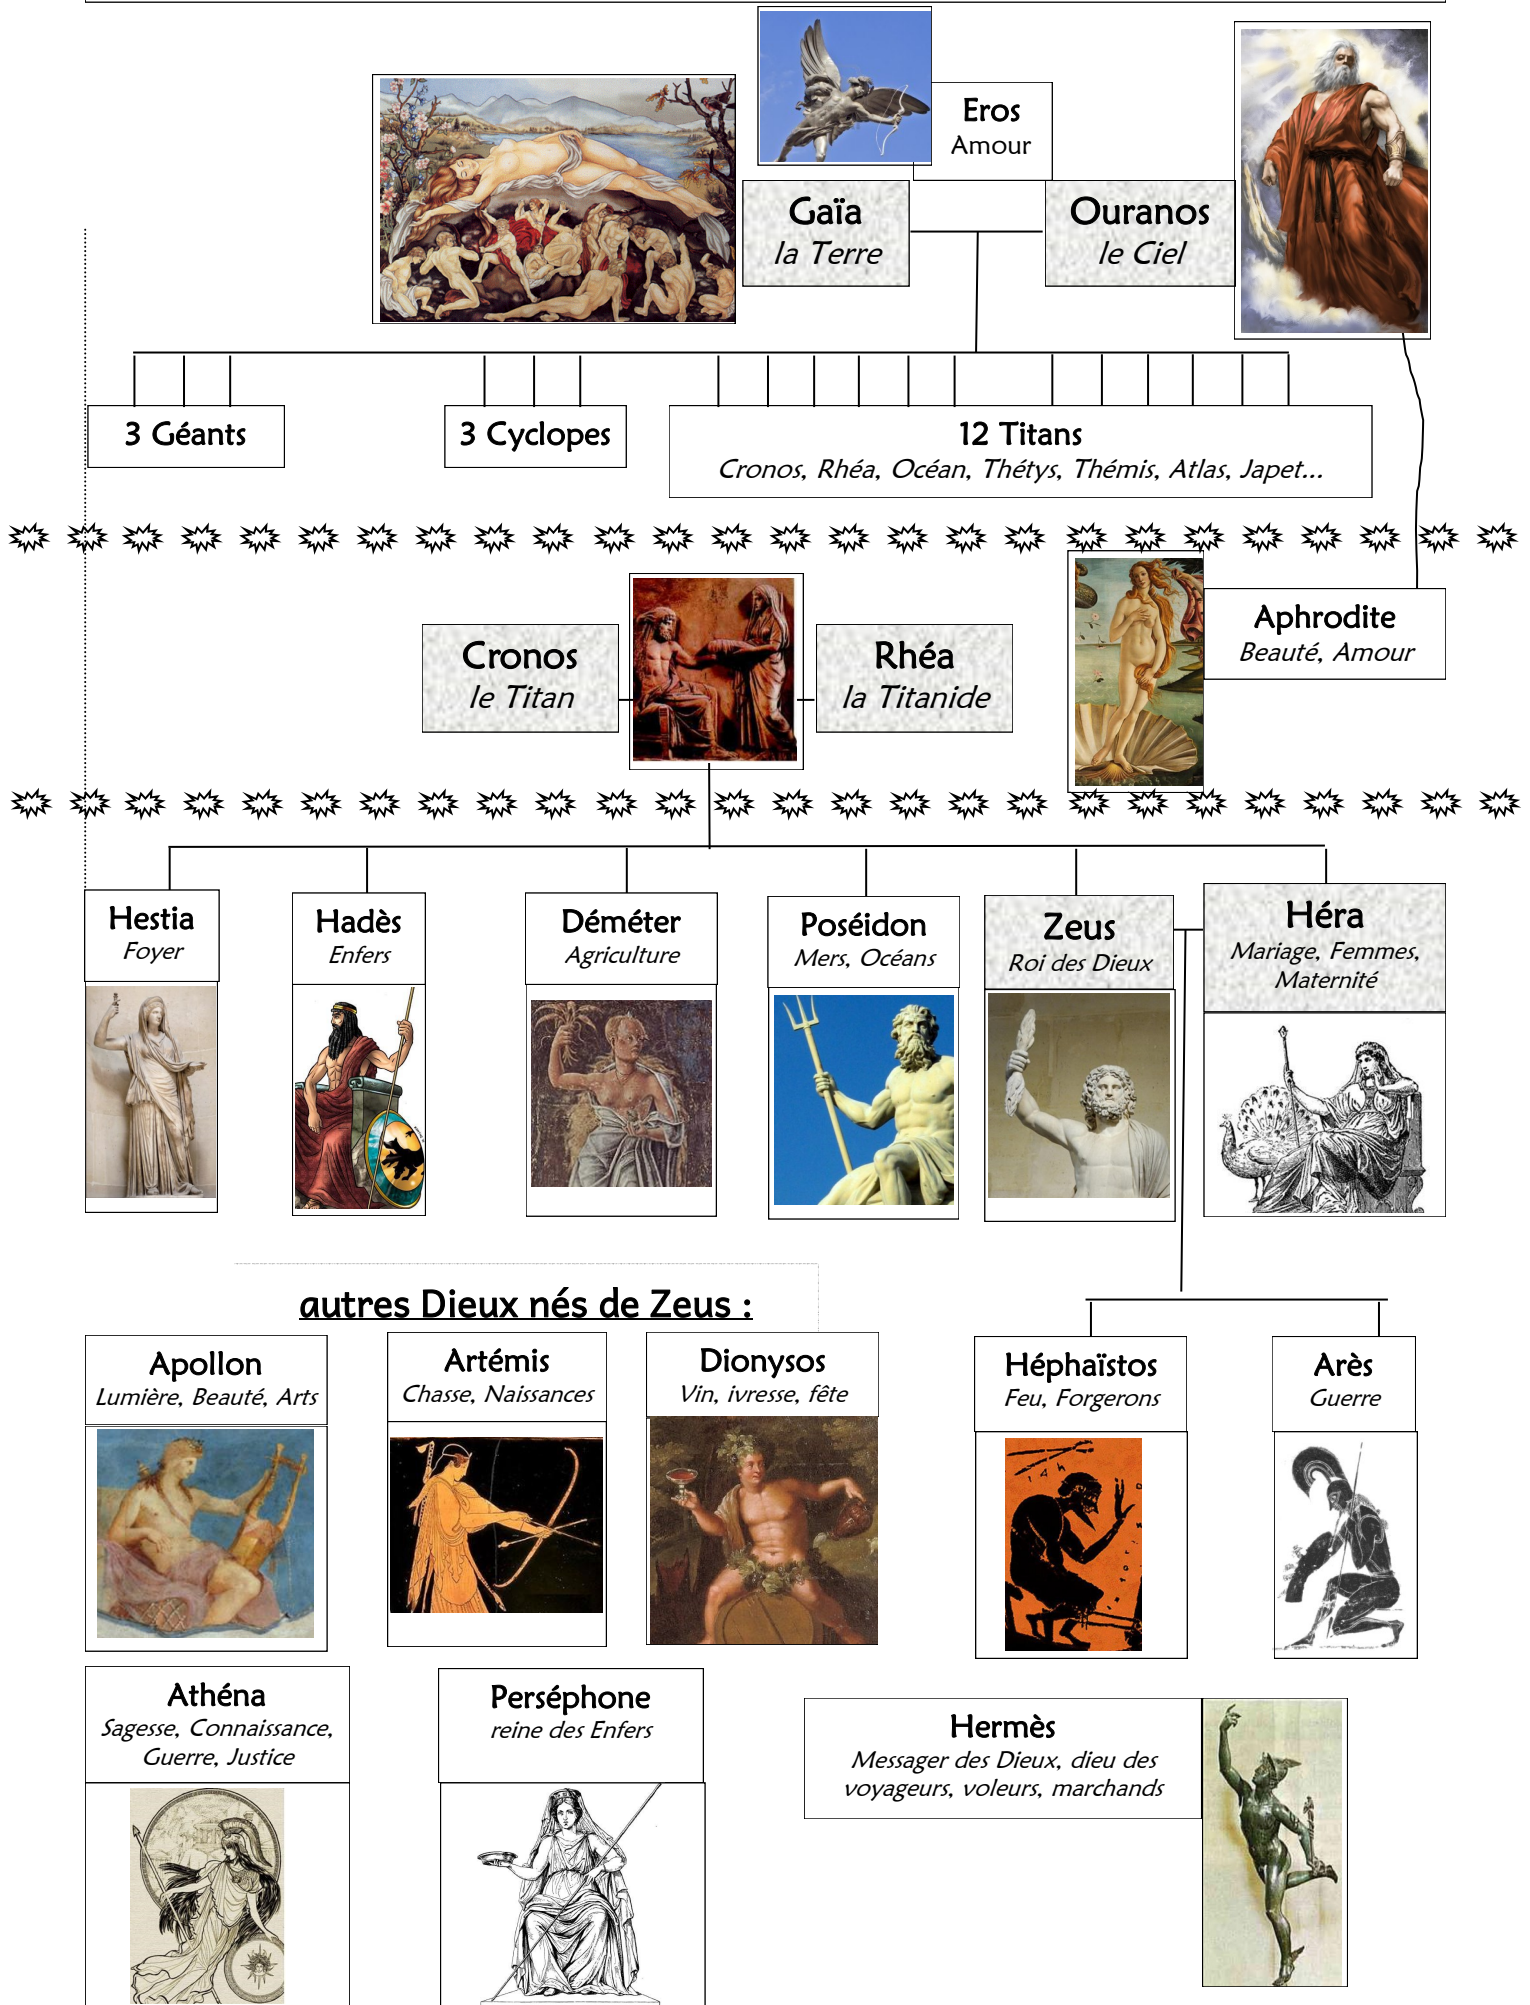 Eros
Amour
Gaïa
la Terre
Ouranos
le Ciel
3 Géants
3 Cyclopes
12 Titans
Cronos, Rhéa, Océan, Thétys, Thémis, Atlas, Japet...
Cronos
le Titan
Rhéa
la Titanide
Aphrodite
Beauté, Amour
Hestia
Foyer
Hadès
Enfers
Déméter
Agriculture
Poséidon
Mers, Océans
Zeus
Roi des Dieux
Héra
Mariage, Femmes,
Maternité
autres Dieux nés de Zeus :
Apollon
Lumière, Beauté, Arts
Artémis
Chasse, Naissances
Dionysos
Vin, ivresse, fête
Héphaïstos
Feu, Forgerons
Arès
Guerre
Athéna
Sagesse, Connaissance,
Guerre, Justice
Perséphone
reine des Enfers
Hermès
Messager des Dieux, dieu des
voyageurs, voleurs, marchands